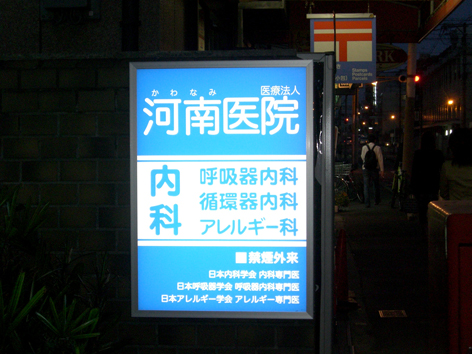 医療法人
かわなみ
河南医院
内科
呼吸器内科
循環器内科
アレルギー科
■禁煙外来
日本内科学会 内科専門医
日本呼吸器学会 呼吸器内科専門医
日本アレルギー学会 アレルギー専門医